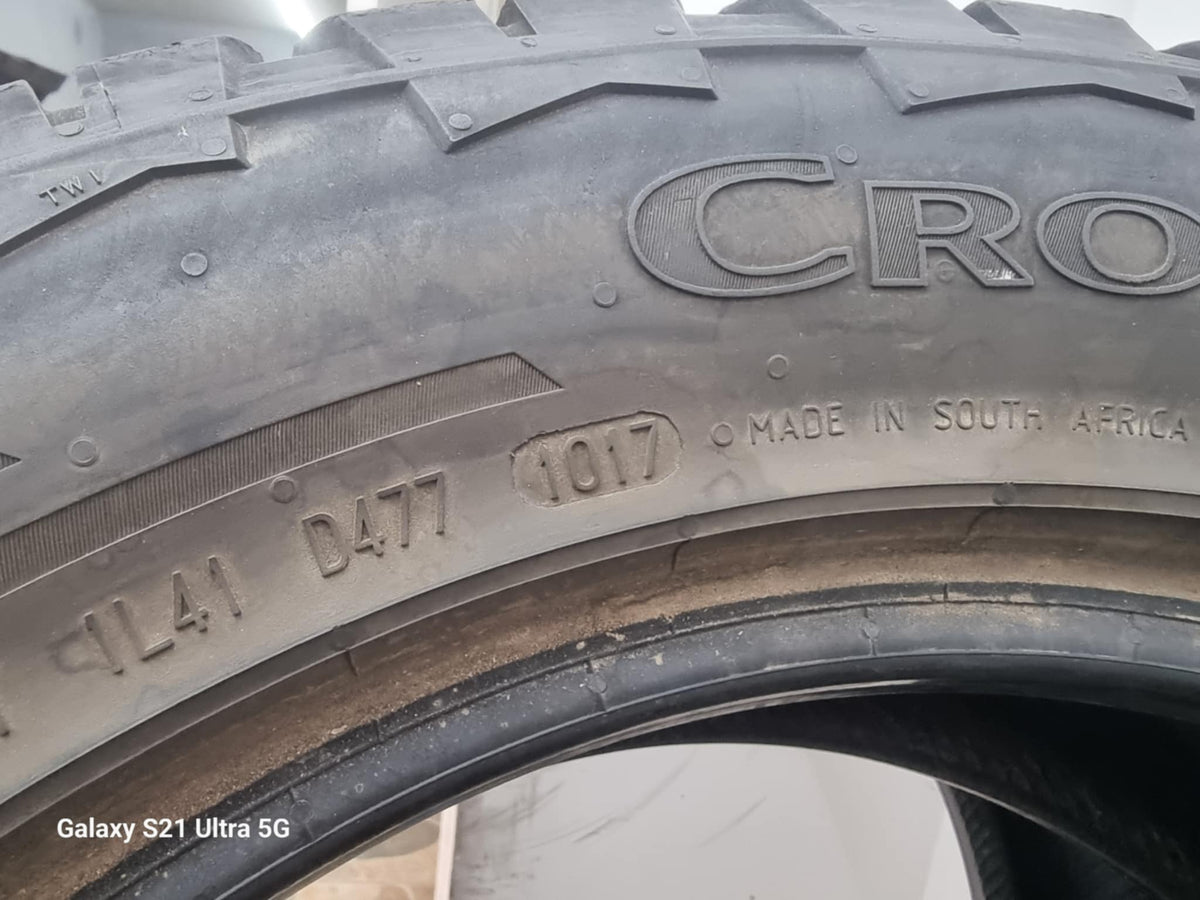 TWI
CRO
1017
MADE IN SOUTH AFRICA
D477
1L41
Galaxy S21 Ultra 5G